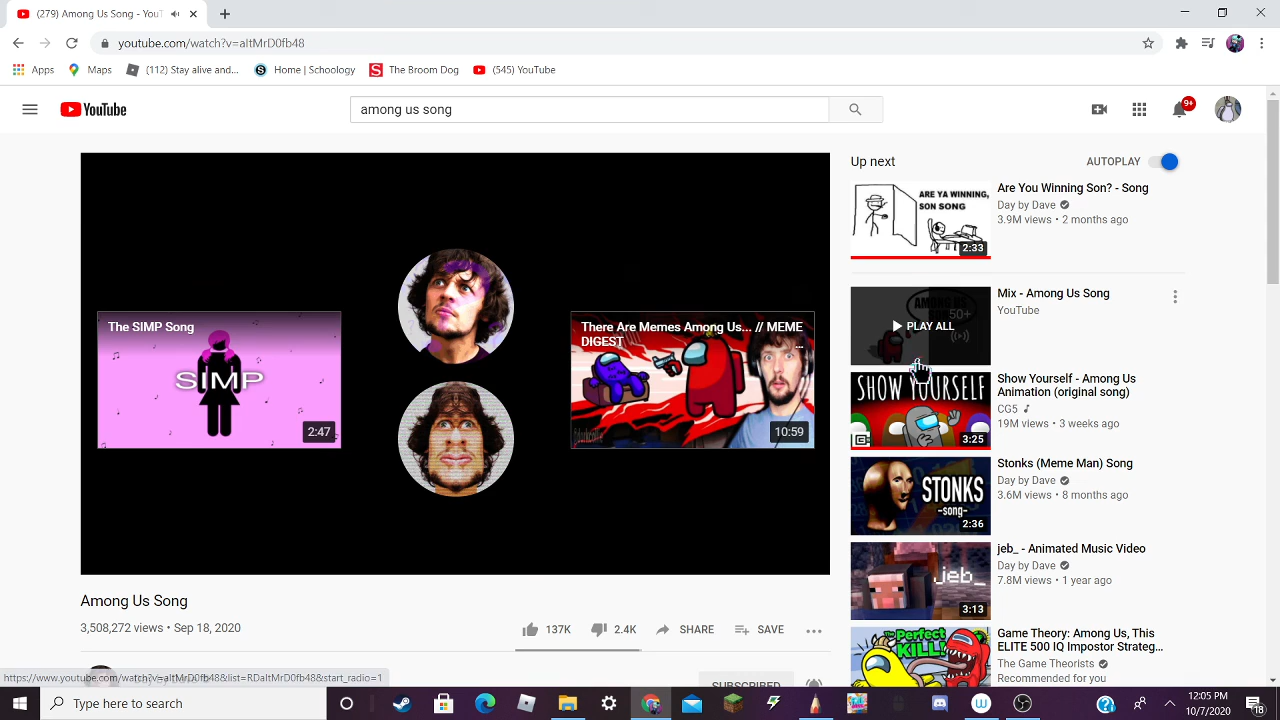 (279) Among Us Song - YouT
youtube.com/watch?v=altMrD0fb48
Apps
Maps
(112) Stay alive and...
Home | Schoology
The Broom Dog
(545) YouTube
YouTube
among us song
9+
The SIMP Song
SIMP
2:47
There Are Memes Among Us... // MEME
DIGEST
...
10:59
Up next
AUTOPLAY
ARE YA WINNING,
SON SONG
2:33
Are You Winning Son? - Song
Day by Dave
3.9M views • 2 months ago
AMONG US
50+
PLAY ALL
Mix - Among Us Song
YouTube
SHOW YOURSELF
3:25
Show Yourself - Among Us
Animation (original song)
CG5
19M views • 3 weeks ago
STONKS
-song-
2:36
Stonks (Meme Man) Song
Day by Dave
3.6M views • 8 months ago
jeb_
3:13
jeb_ - Animated Music Video
Day by Dave
7.8M views • 1 year ago
The Perfect
KILL!
Game Theory: Among Us, This
ELITE 500 IQ Impostor Strateg...
The Game Theorists
Recommended for you
Among Us Song
3,508,272 views • Sep 18, 2020
137K
2.4K
SHARE
SAVE
SUBSCRIBED
https://www.youtube.com/watch?v=altMrD0fb48&list=RDaltMrD0fb48&start_radio=1
Type here to search
12:05 PM
10/7/2020
18